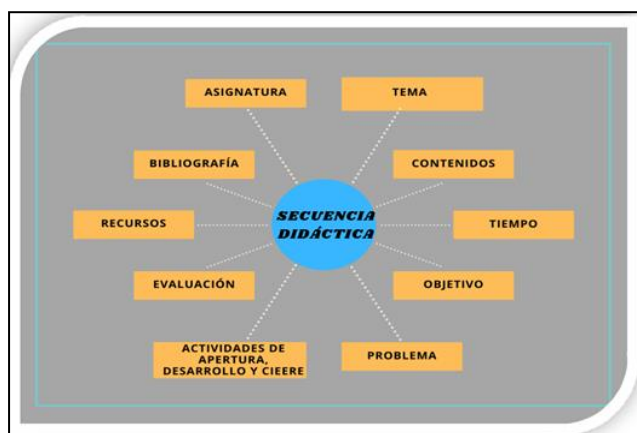 ASIGNATURA
TEMA
BIBLIOGRAFÍA
CONTENIDOS
SECUENCIA
DIDÁCTICA
RECURSOS
TIEMPO
EVALUACIÓN
OBJETIVO
ACTIVIDADES DE
APERTURA,
DESARROLLO Y CIEERE
PROBLEMA